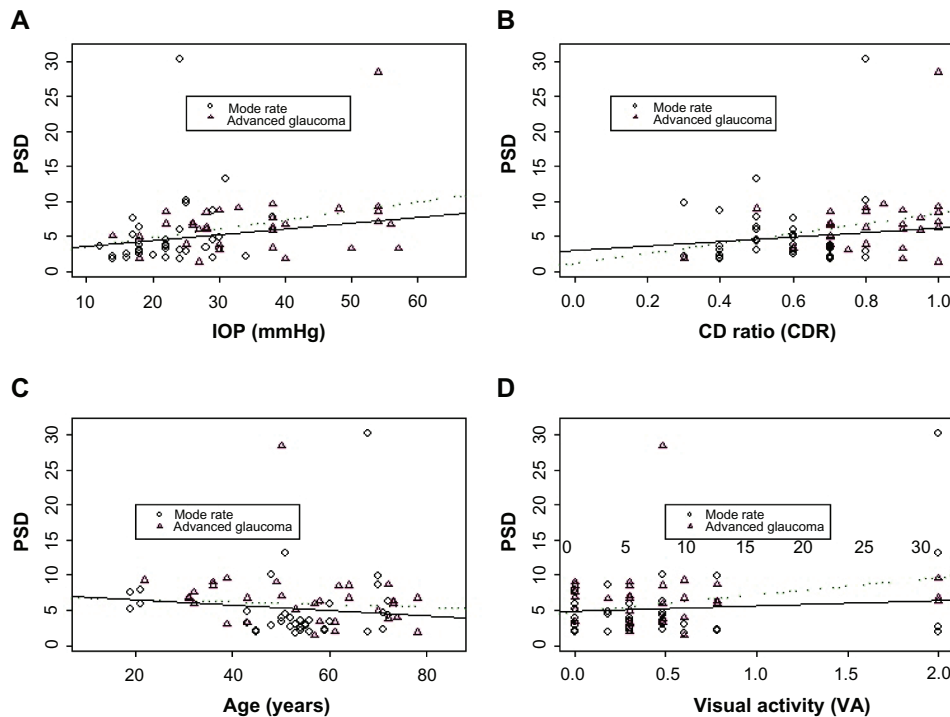 A
B
PSD
0 5 10 15 20 25 30
Mode rate
Advanced glaucoma
10 20 30 40 50 60
IOP (mmHg)
PSD
0 5 10 15 20 25 30
Mode rate
Advanced glaucoma
0.0 0.2 0.4 0.6 0.8 1.0
CD ratio (CDR)
C
D
PSD
0 5 10 15 20 25 30
Mode rate
Advanced glaucoma
20 40 60 80
Age (years)
PSD
0 5 10 15 20 25 30
Mode rate
Advanced glaucoma
0 5 10 15 20 25 30
0.0 0.5 1.0 1.5 2.0
Visual activity (VA)